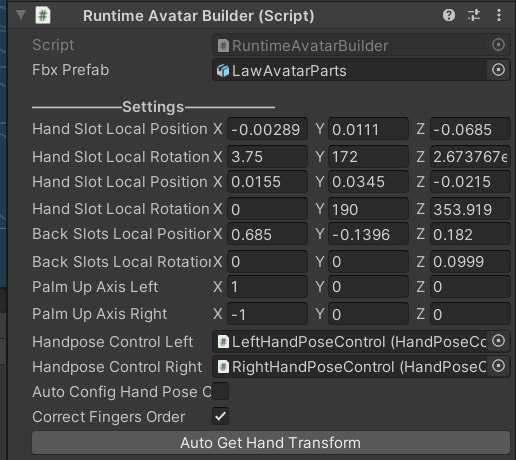 Runtime Avatar Builder (Script)
Script RuntimeAvatarBuilder
Fbx Prefab LawAvatarParts
Settings
Hand Slot Local Position X -0.00289 Y 0.0111 Z -0.0685
Hand Slot Local Rotation X 3.75 Y 172 Z 2.673767e
Hand Slot Local Position X 0.0155 Y 0.0345 Z -0.0215
Hand Slot Local Rotation X 0 Y 190 Z 353.919
Back Slots Local Position X 0.685 Y -0.1396 Z 0.182
Back Slots Local Rotation X 0 Y 0 Z 0.0999
Palm Up Axis Left X 1 Y 0 Z 0
Palm Up Axis Right X -1 Y 0 Z 0
Handpose Control Left LeftHandPoseControl (HandPoseCo
Handpose Control Right RightHandPoseControl (HandPoseC
Auto Config Hand Pose C
Correct Fingers Order
Auto Get Hand Transform